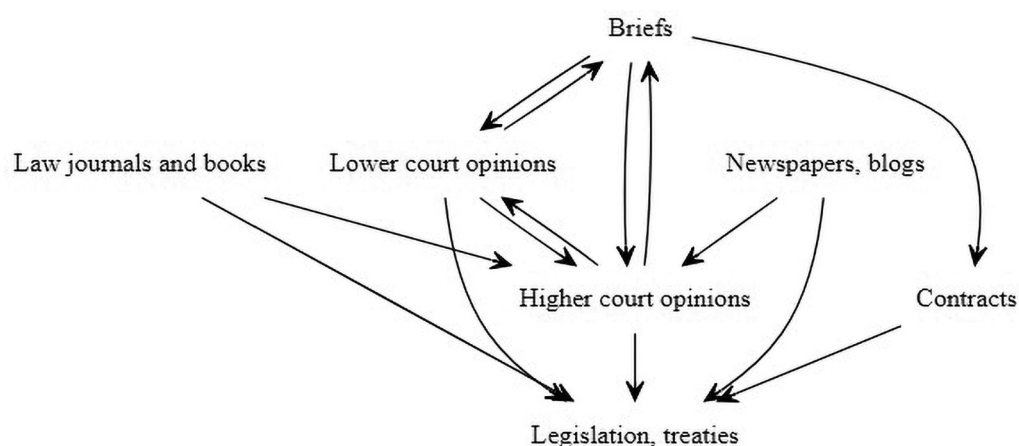 Briefs
Law journals and books
Lower court opinions
Newspapers, blogs
Higher court opinions
Contracts
Legislation, treaties